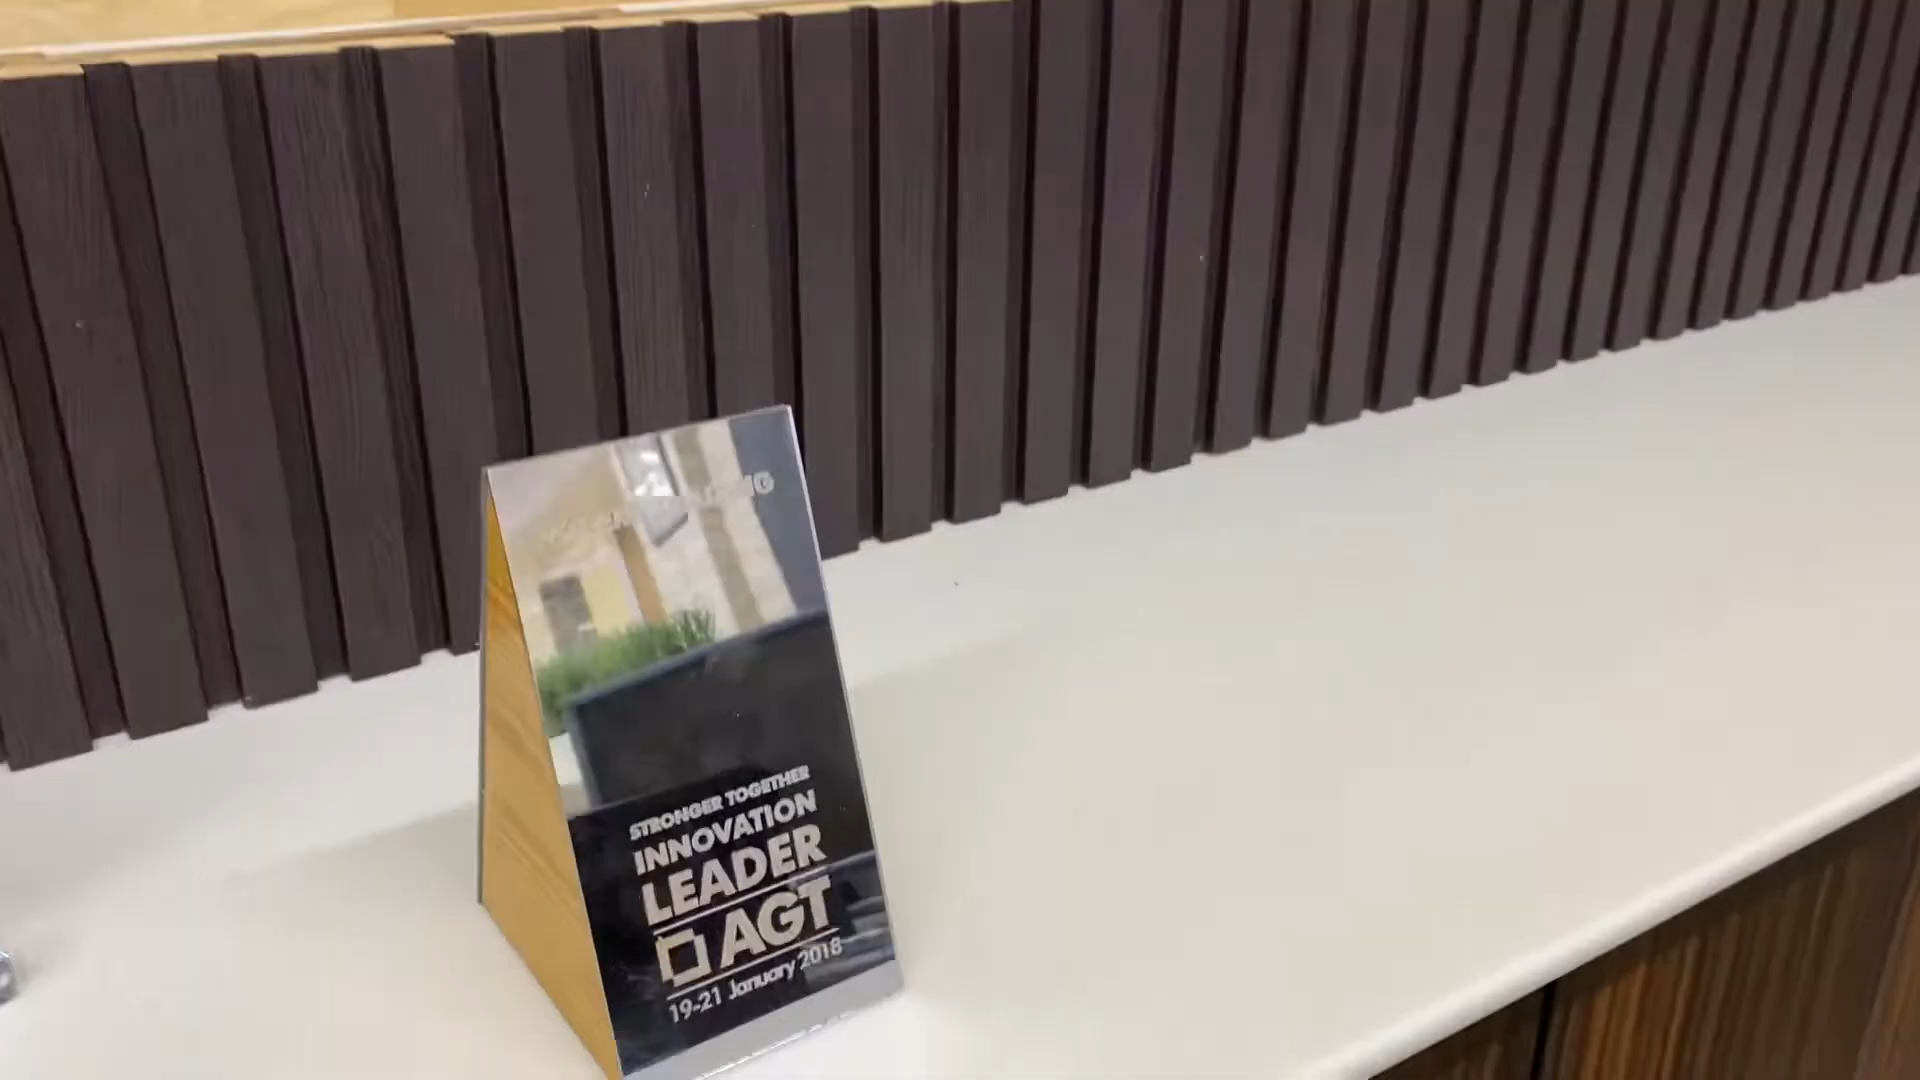 STRONGER TOGETHER
INNOVATION
LEADER
AGT
19-21 January 2018